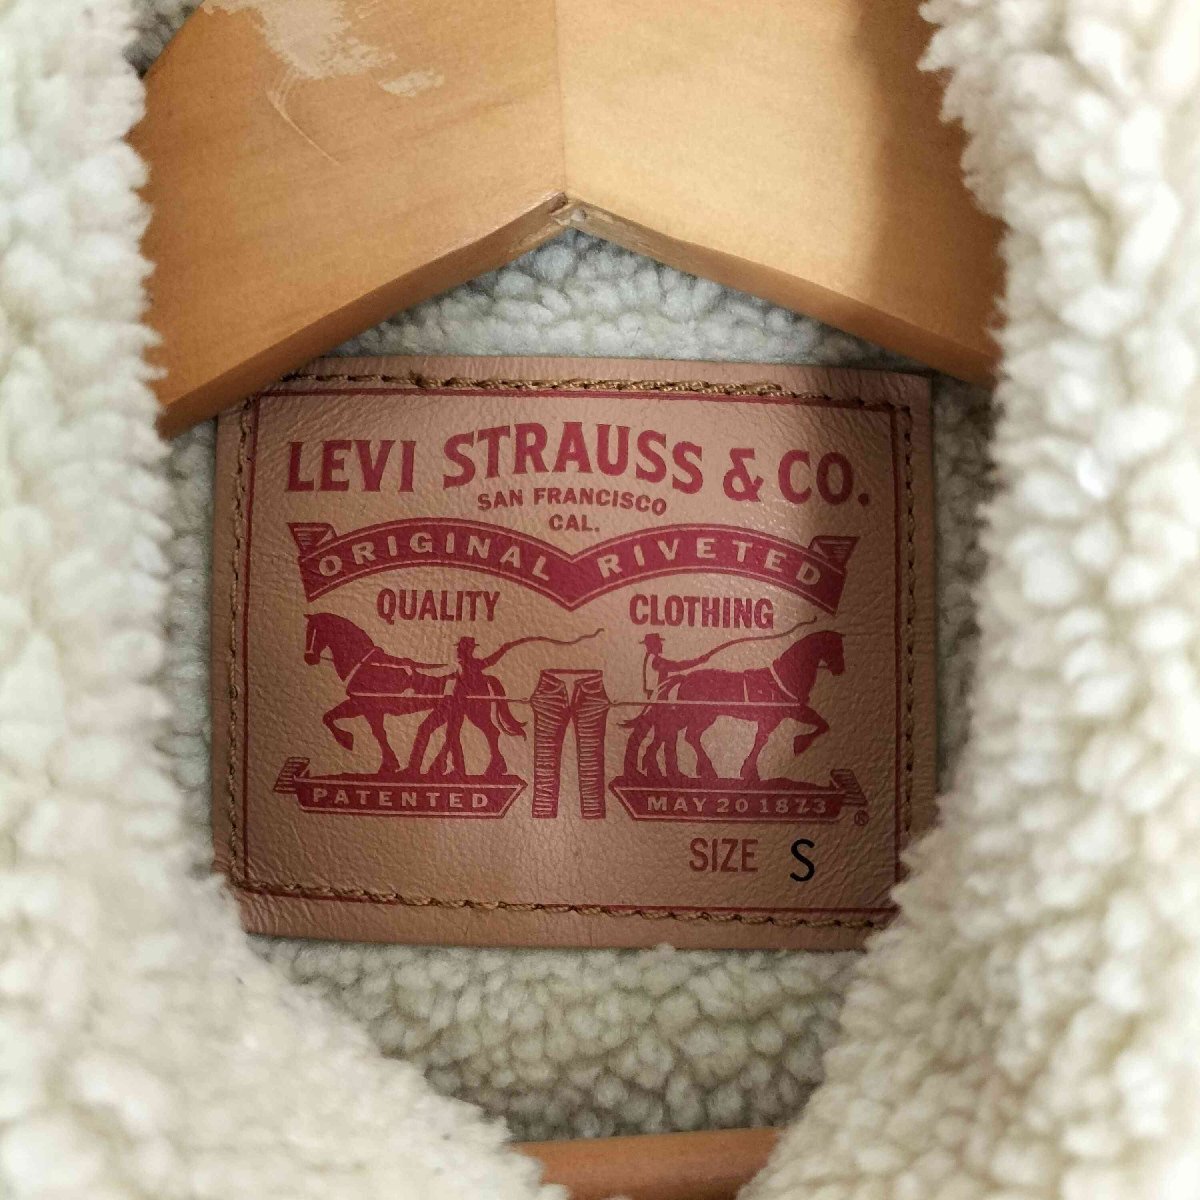 LEVI STRAUSS & CO.
SAN FRANCISCO
CAL.
ORIGINAL RIVETED
QUALITY CLOTHING
PATENTED MAY 20 1873
®
SIZE S